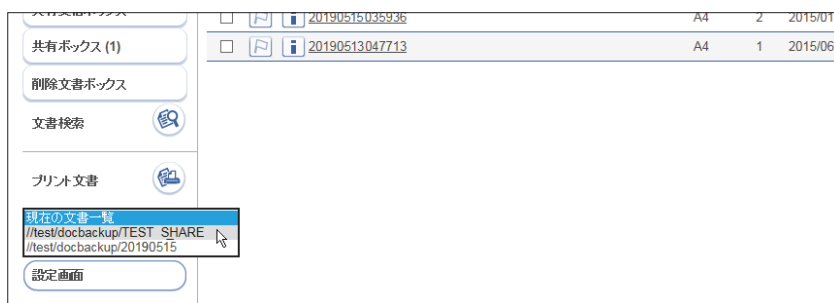 20190515035936 A4 2 2015/01
共有ボックス (1)
20190513047713 A4 1 2015/06
削除文書ボックス
文書検索
プリント文書
現在の文書一覧
//test/docbackup/TEST_SHARE
//test/docbackup/20190515
設定画面